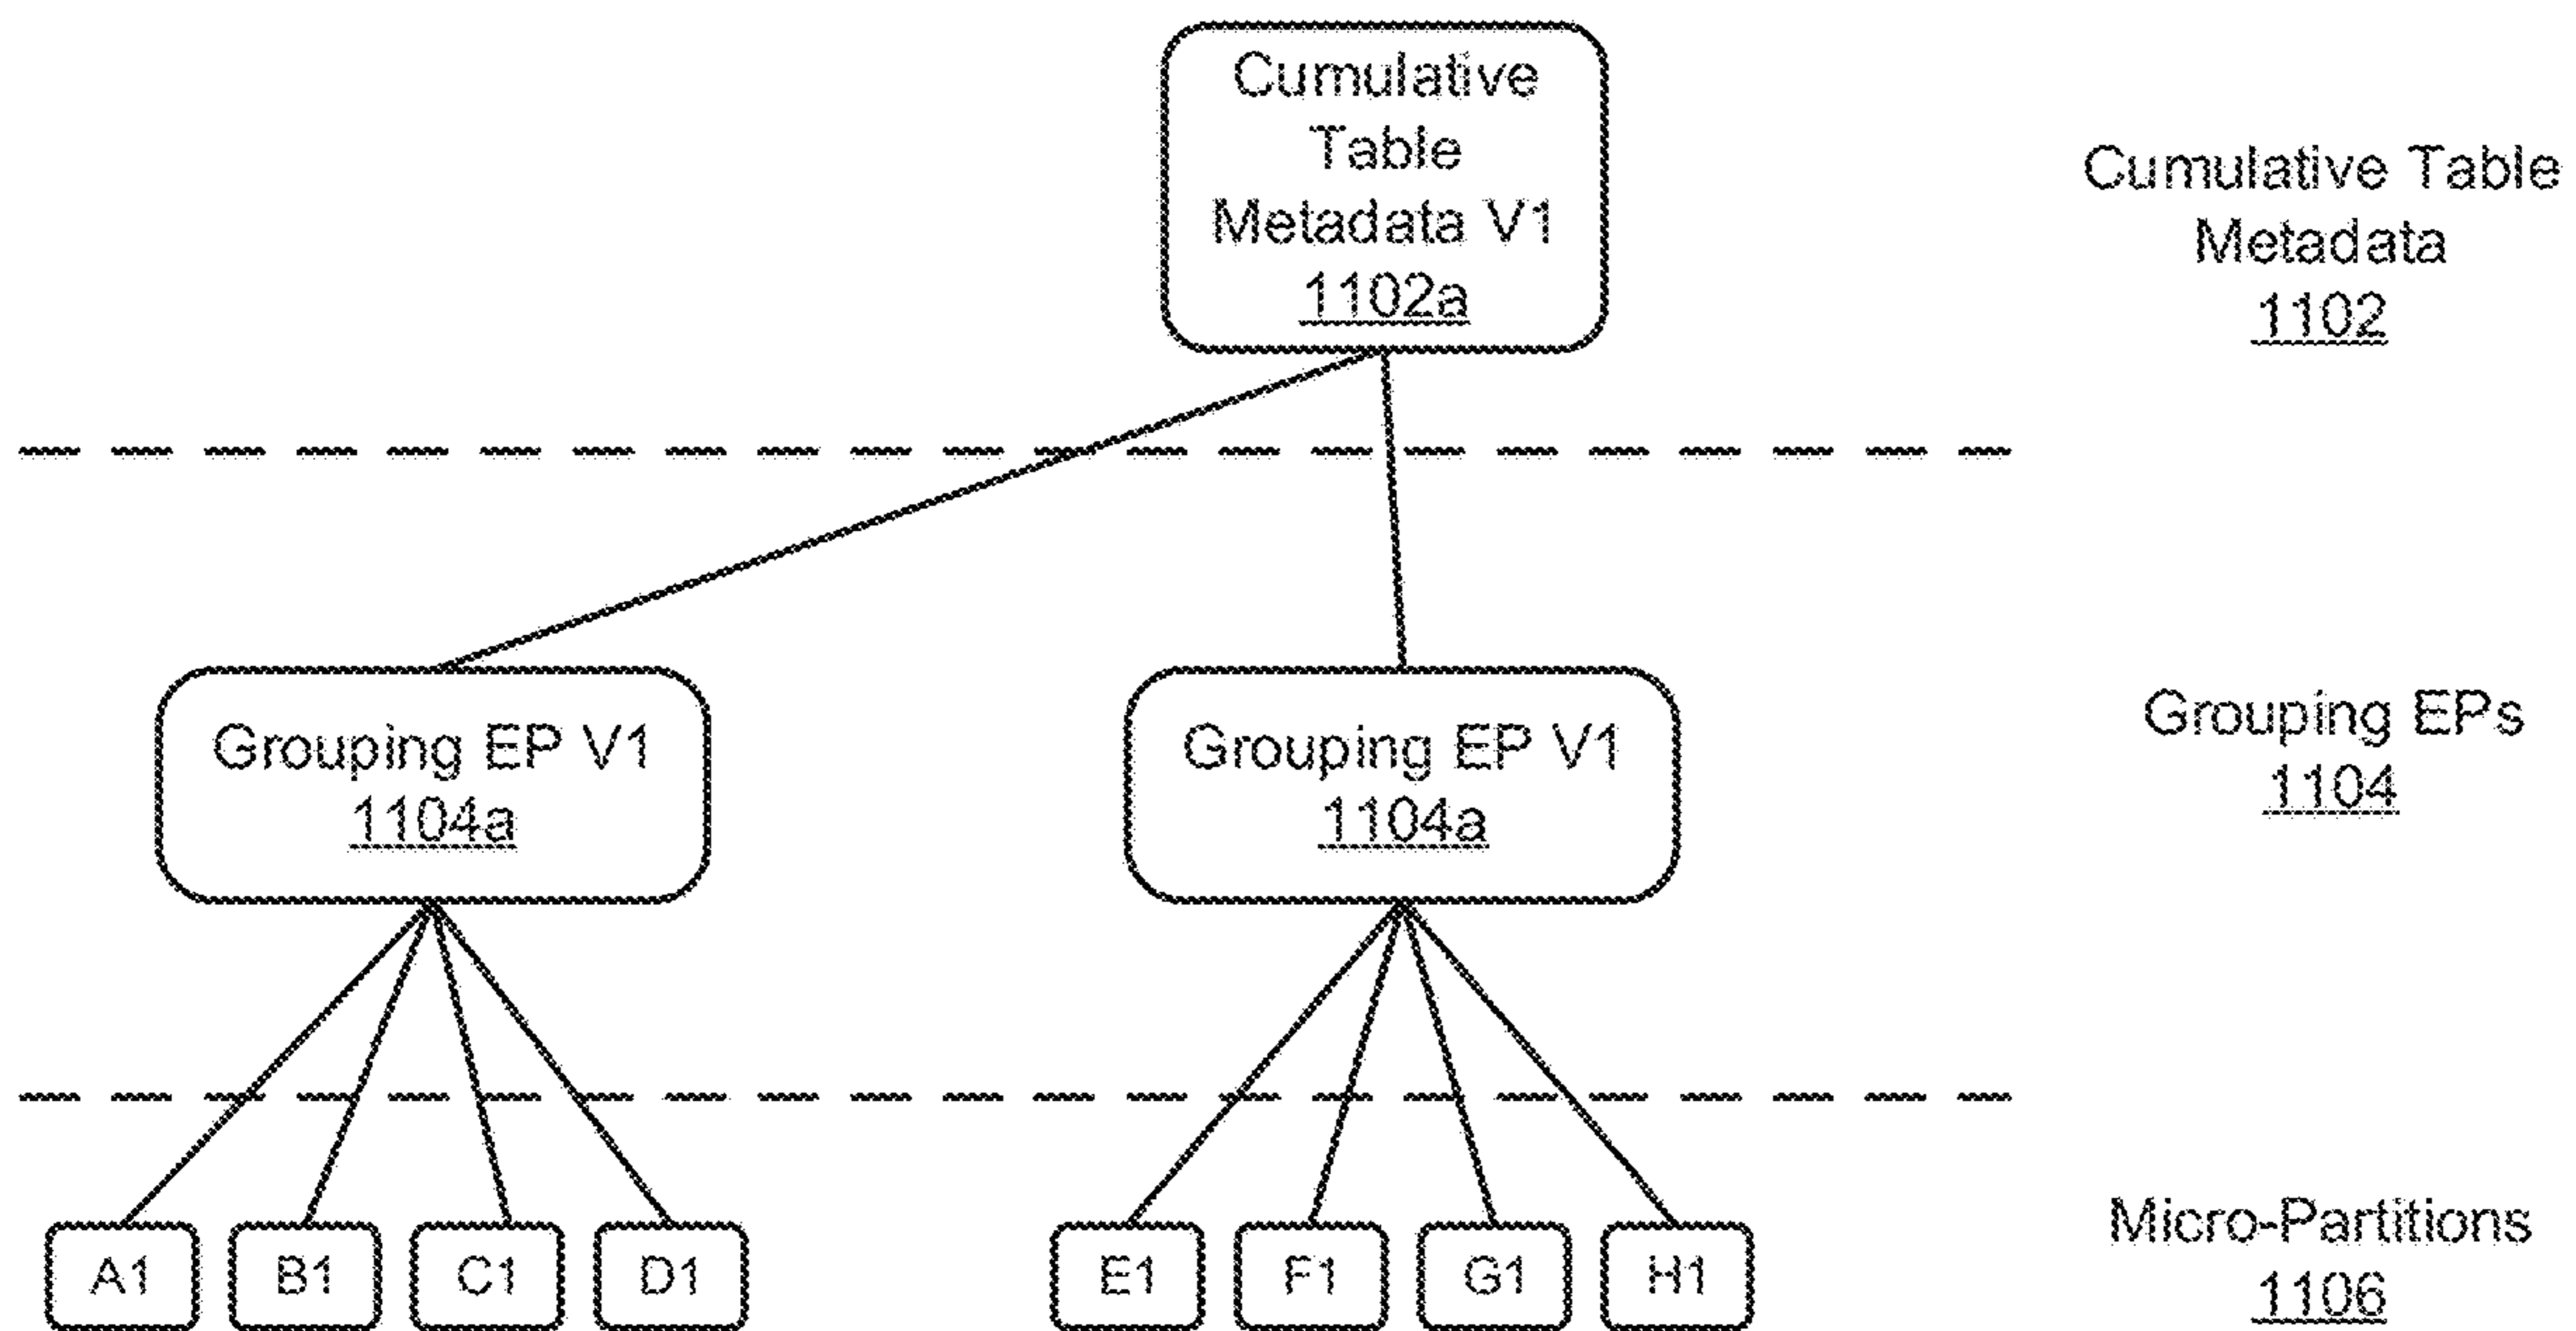 Cumulative
Table
Metadata V1
1102a
Cumulative Table
Metadata
1102
Grouping EP V1
1104a
Grouping EP V1
1104a
Grouping EPs
1104
A1
B1
C1
D1
E1
F1
G1
H1
Micro-Partitions
1106